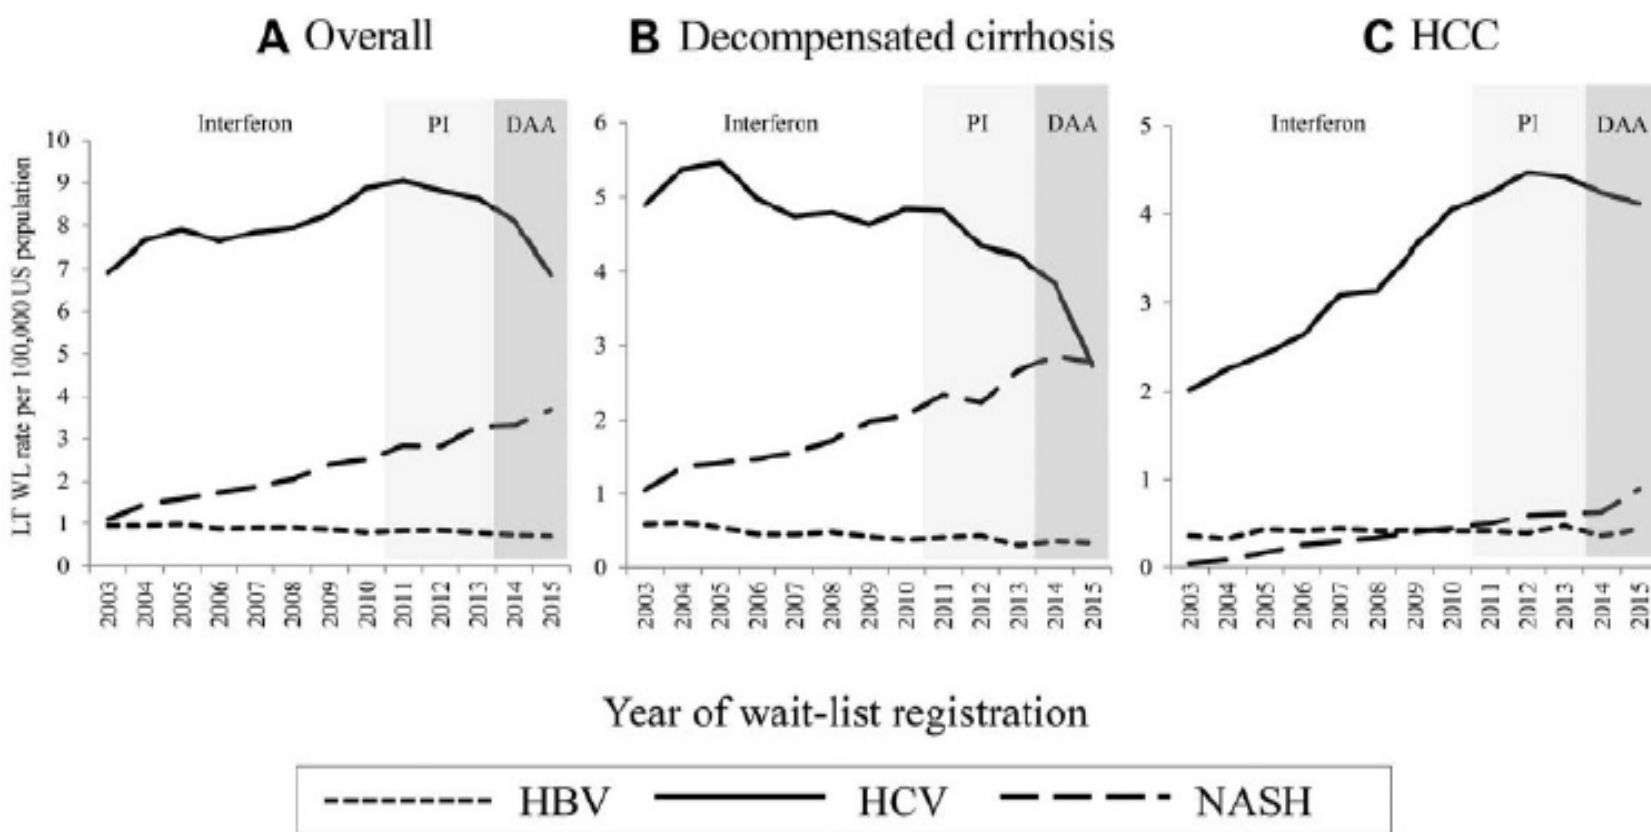 A Overall
B Decompensated cirrhosis
C HCC
LT WL rate per 100,000 US population
Interferon PI DAA
10
9
8
7
6
5
4
3
2
1
0
2003 2004 2005 2006 2007 2008 2009 2010 2011 2012 2013 2014 2015
Interferon PI DAA
6
5
4
3
2
1
0
2003 2004 2005 2006 2007 2008 2009 2010 2011 2012 2013 2014 2015
Interferon PI DAA
5
4
3
2
1
0
2003 2004 2005 2006 2007 2008 2009 2010 2011 2012 2013 2014 2015
Year of wait-list registration
HBV HCV NASH